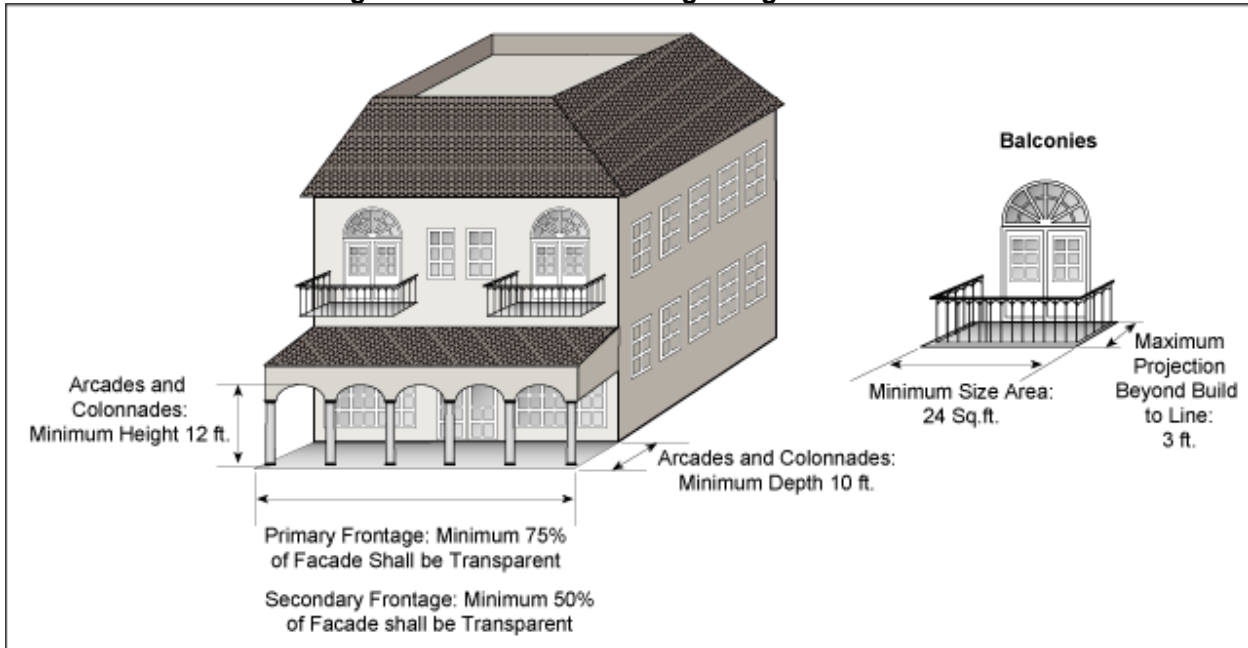 Balconies
Arcades and
Colonnades:
Minimum Height 12 ft.
Minimum Size Area:
24 Sq.ft.
Maximum
Projection
Beyond Build
to Line:
3 ft.
Arcades and Colonnades:
Minimum Depth 10 ft.
Primary Frontage: Minimum 75%
of Facade Shall be Transparent
Secondary Frontage: Minimum 50%
of Facade shall be Transparent